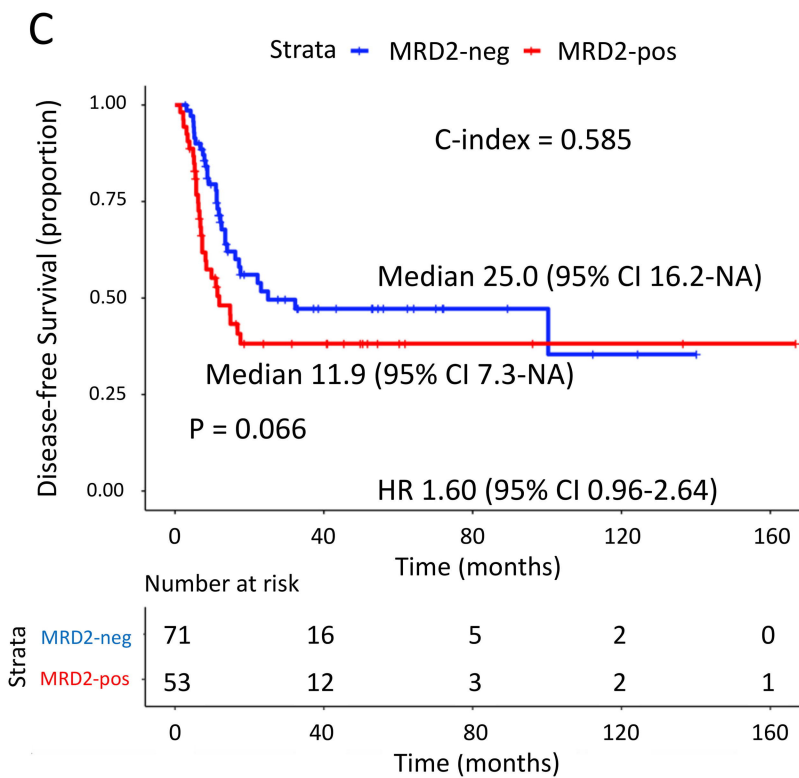 C
Strata MRD2-neg MRD2-pos
Disease-free Survival (proportion)
1.00
0.75
0.50
0.25
0.00
C-index = 0.585
Median 25.0 (95% CI 16.2-NA)
Median 11.9 (95% CI 7.3-NA)
P = 0.066
HR 1.60 (95% CI 0.96-2.64)
0 40 80 120 160
Time (months)
Number at risk
Strata
MRD2-neg 71 16 5 2 0
MRD2-pos 53 12 3 2 1
0 40 80 120 160
Time (months)